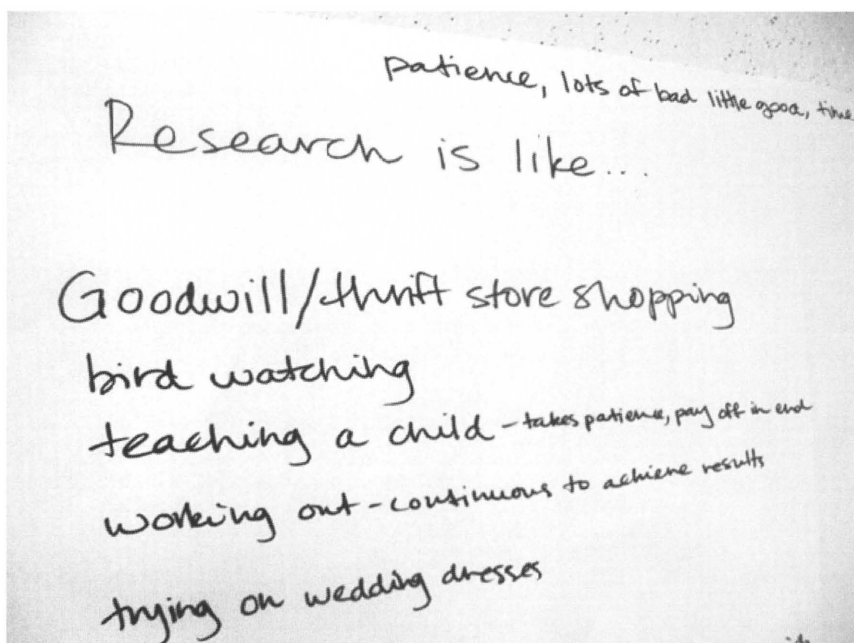 patience, lots of bad little good, time
Research is like...
Goodwill/thrift store shopping
bird watching
teaching a child - takes patience, pay off in end
working out - continuous to achieve results
trying on wedding dresses